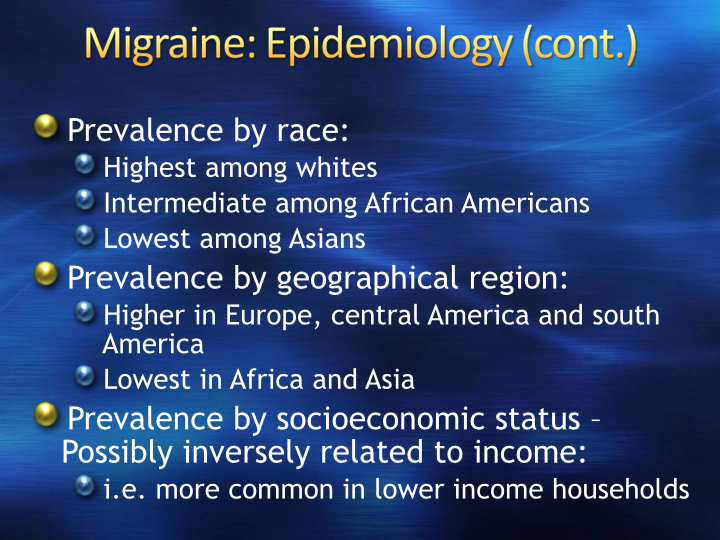 Migraine: Epidemiology (cont.)
Prevalence by race:
Highest among whites
Intermediate among African Americans
Lowest among Asians
Prevalence by geographical region:
Higher in Europe, central America and south
America
Lowest in Africa and Asia
Prevalence by socioeconomic status –
Possibly inversely related to income:
i.e. more common in lower income households